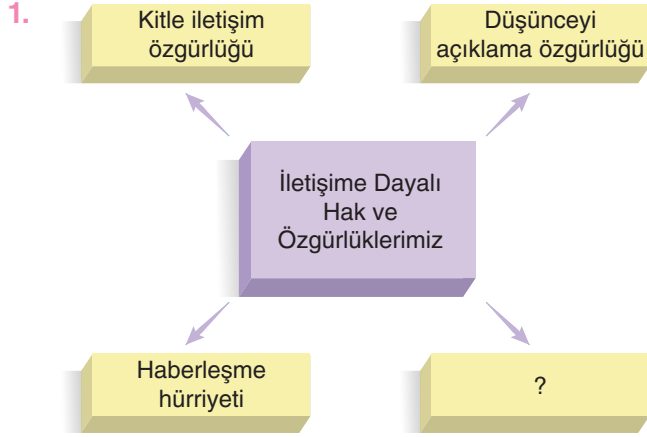 1.
Kitle iletişim
özgürlüğü
Düşünceyi
açıklama özgürlüğü
İletişime Dayalı
Hak ve
Özgürlüklerimiz
Haberleşme
hürriyeti
?